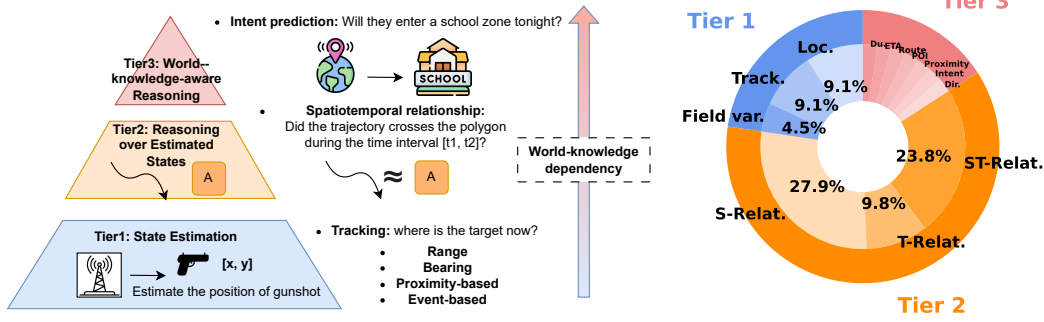 Tier3: World--
knowledge-aware
Reasoning
Tier2: Reasoning
over Estimated
States
A
Tier1: State Estimation
[x, y]
Estimate the position of gunshot
• Intent prediction: Will they enter a school zone tonight?
SCHOOL
• Spatiotemporal relationship:
Did the trajectory crosses the polygon
during the time interval [t1, t2]?
≈
A
• Tracking: where is the target now?
• Range
• Bearing
• Proximity-based
• Event-based
World-knowledge
dependency
Tier 1
Tier 3
Loc.
Track.
Field var.
9.1%
9.1%
4.5%
Du
ETA
Route
POI
Proximity
Intent
Dir.
23.8%
ST-Relat.
27.9%
9.8%
S-Relat.
T-Relat.
Tier 2